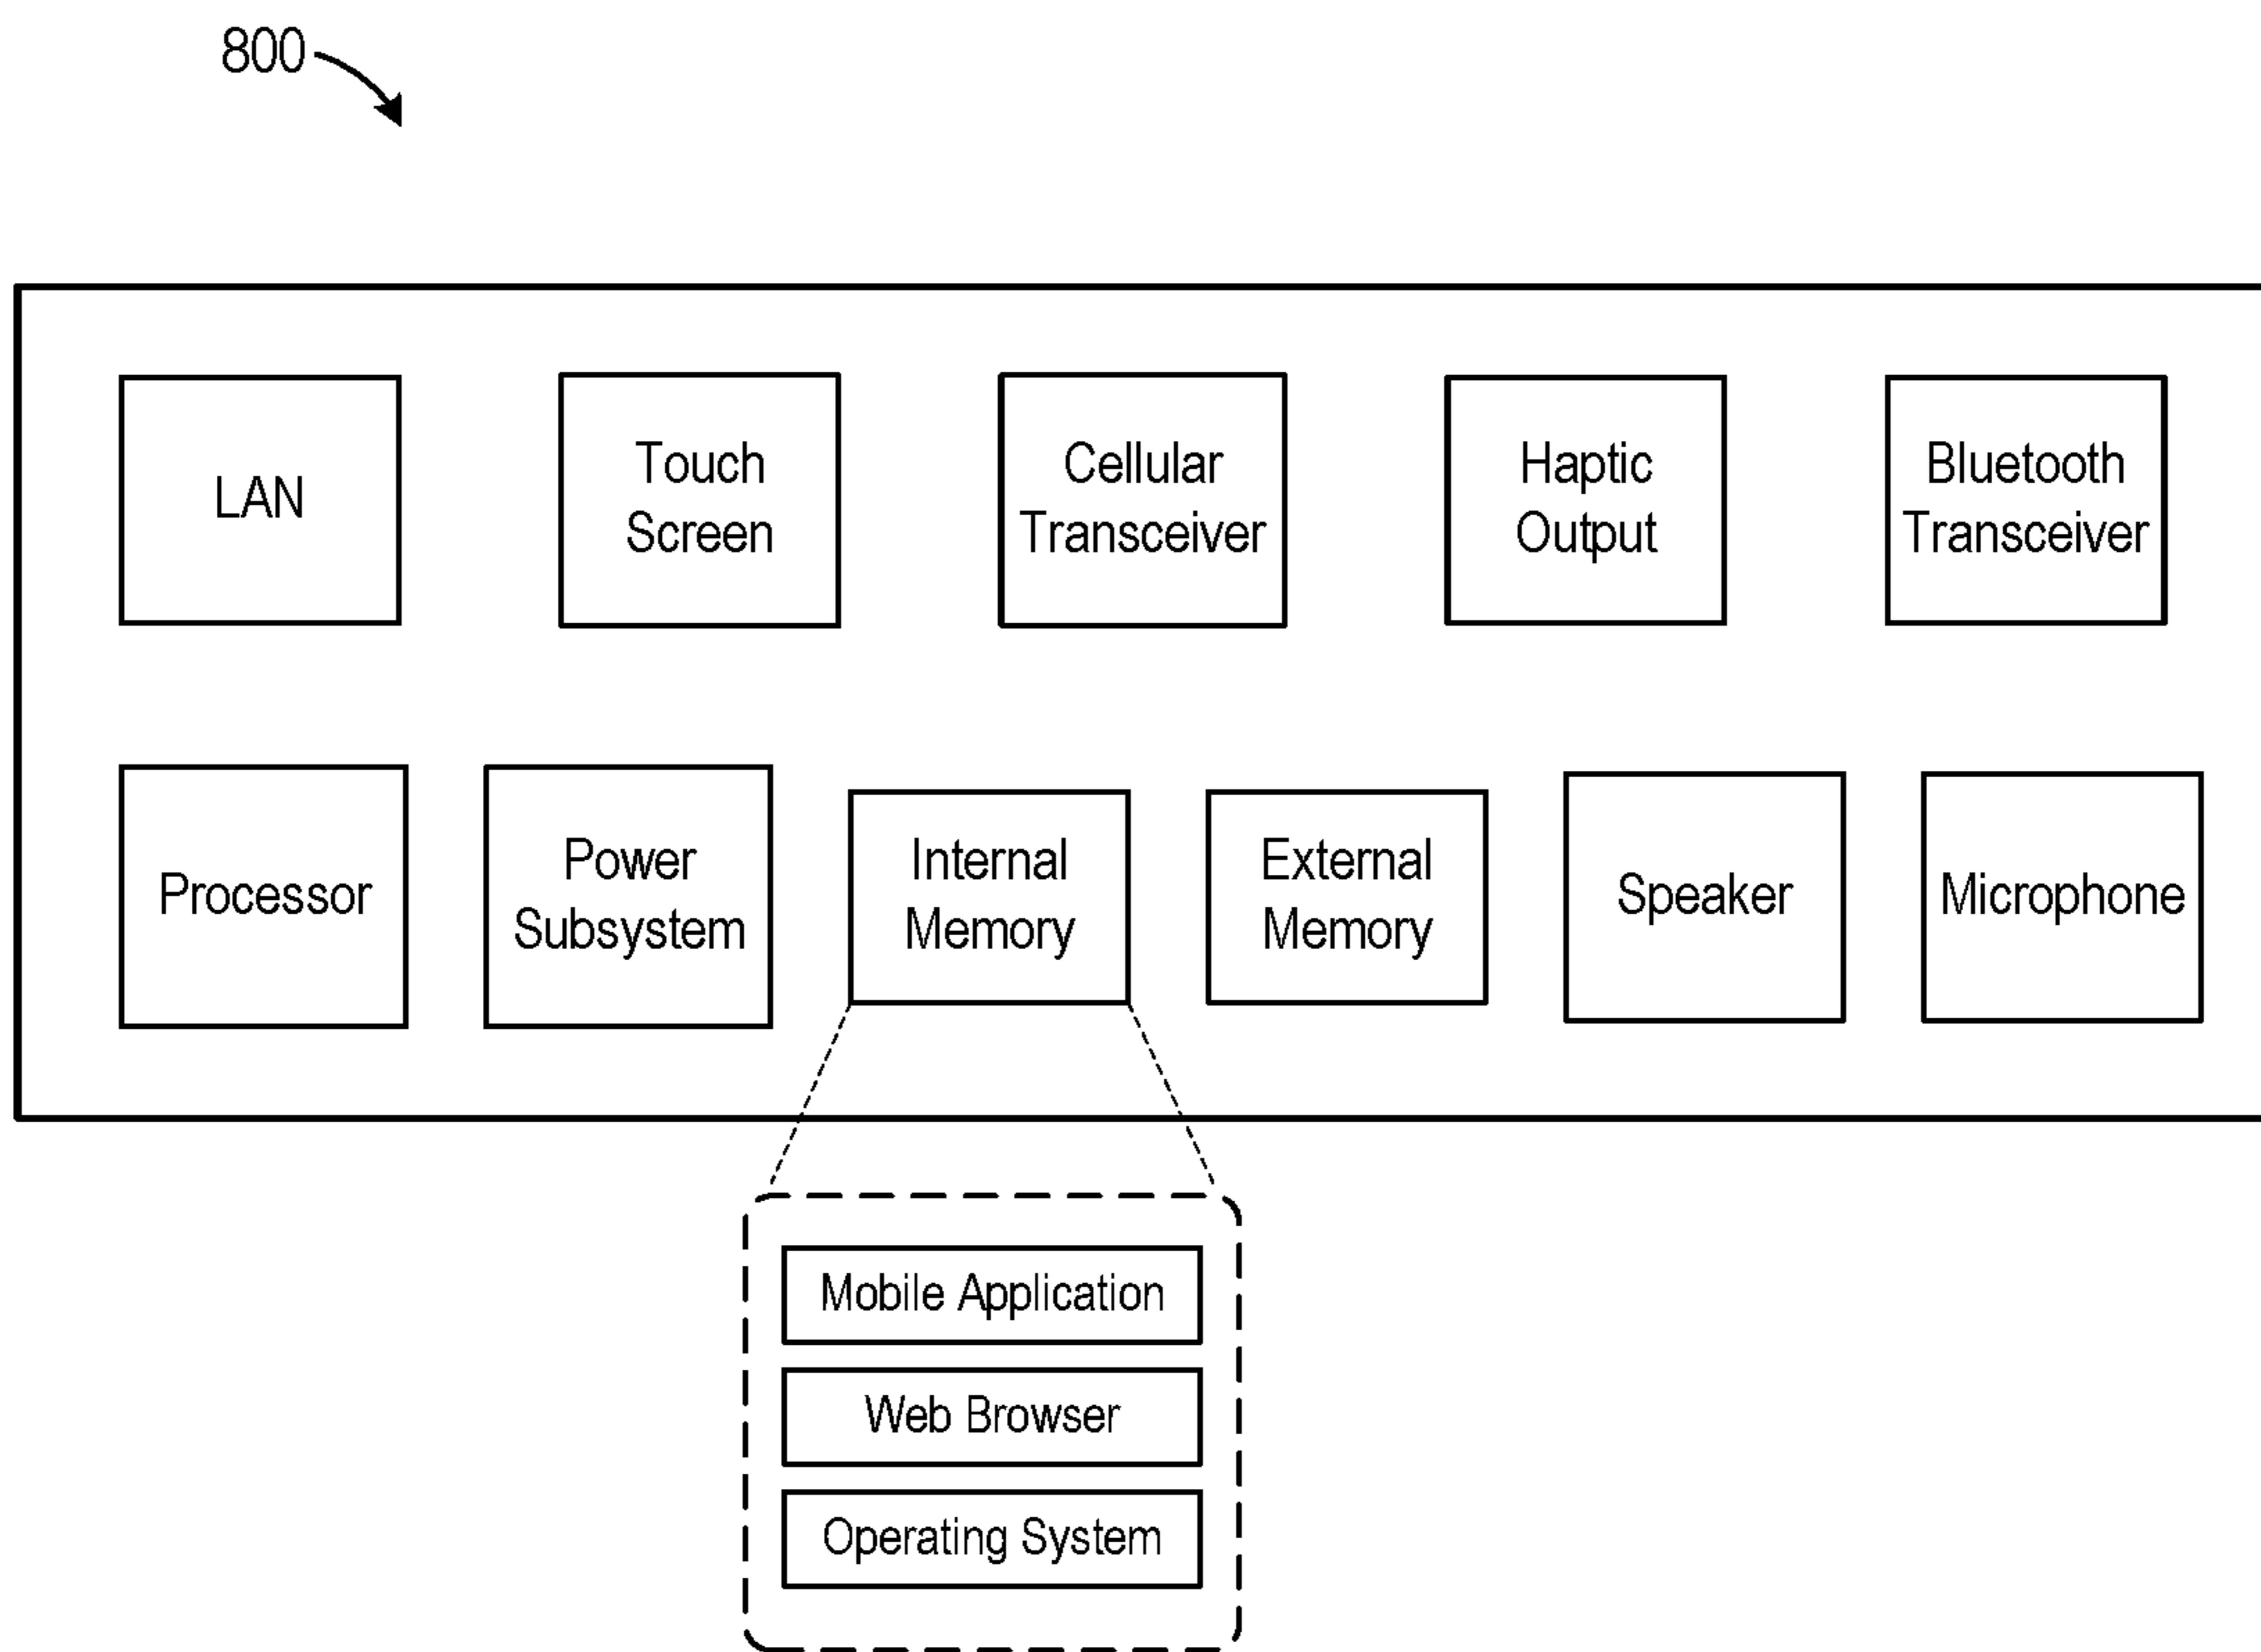 800
LAN
Touch
Screen
Cellular
Transceiver
Haptic
Output
Bluetooth
Transceiver
Processor
Power
Subsystem
Internal
Memory
External
Memory
Speaker
Microphone
Mobile Application
Web Browser
Operating System